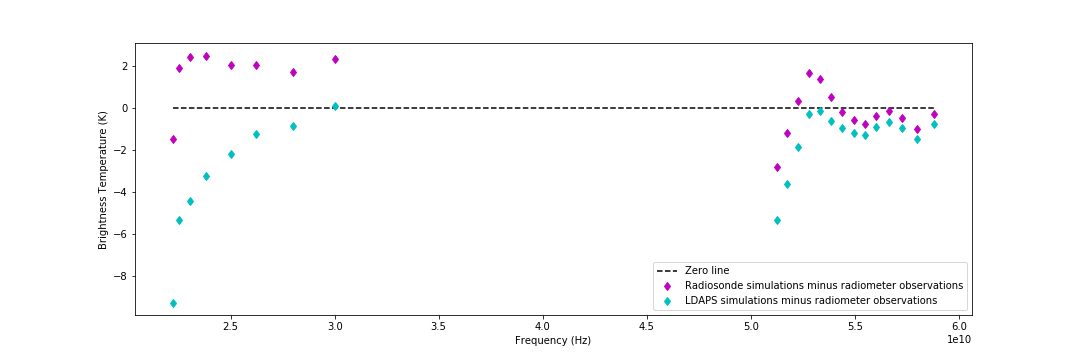 2
0
−2
−4
−6
−8
Brightness Temperature (K)
2.5 3.0 3.5 4.0 4.5 5.0 5.5 6.0
1e10
Frequency (Hz)
Zero line
Radiosonde simulations minus radiometer observations
LDAPS simulations minus radiometer observations